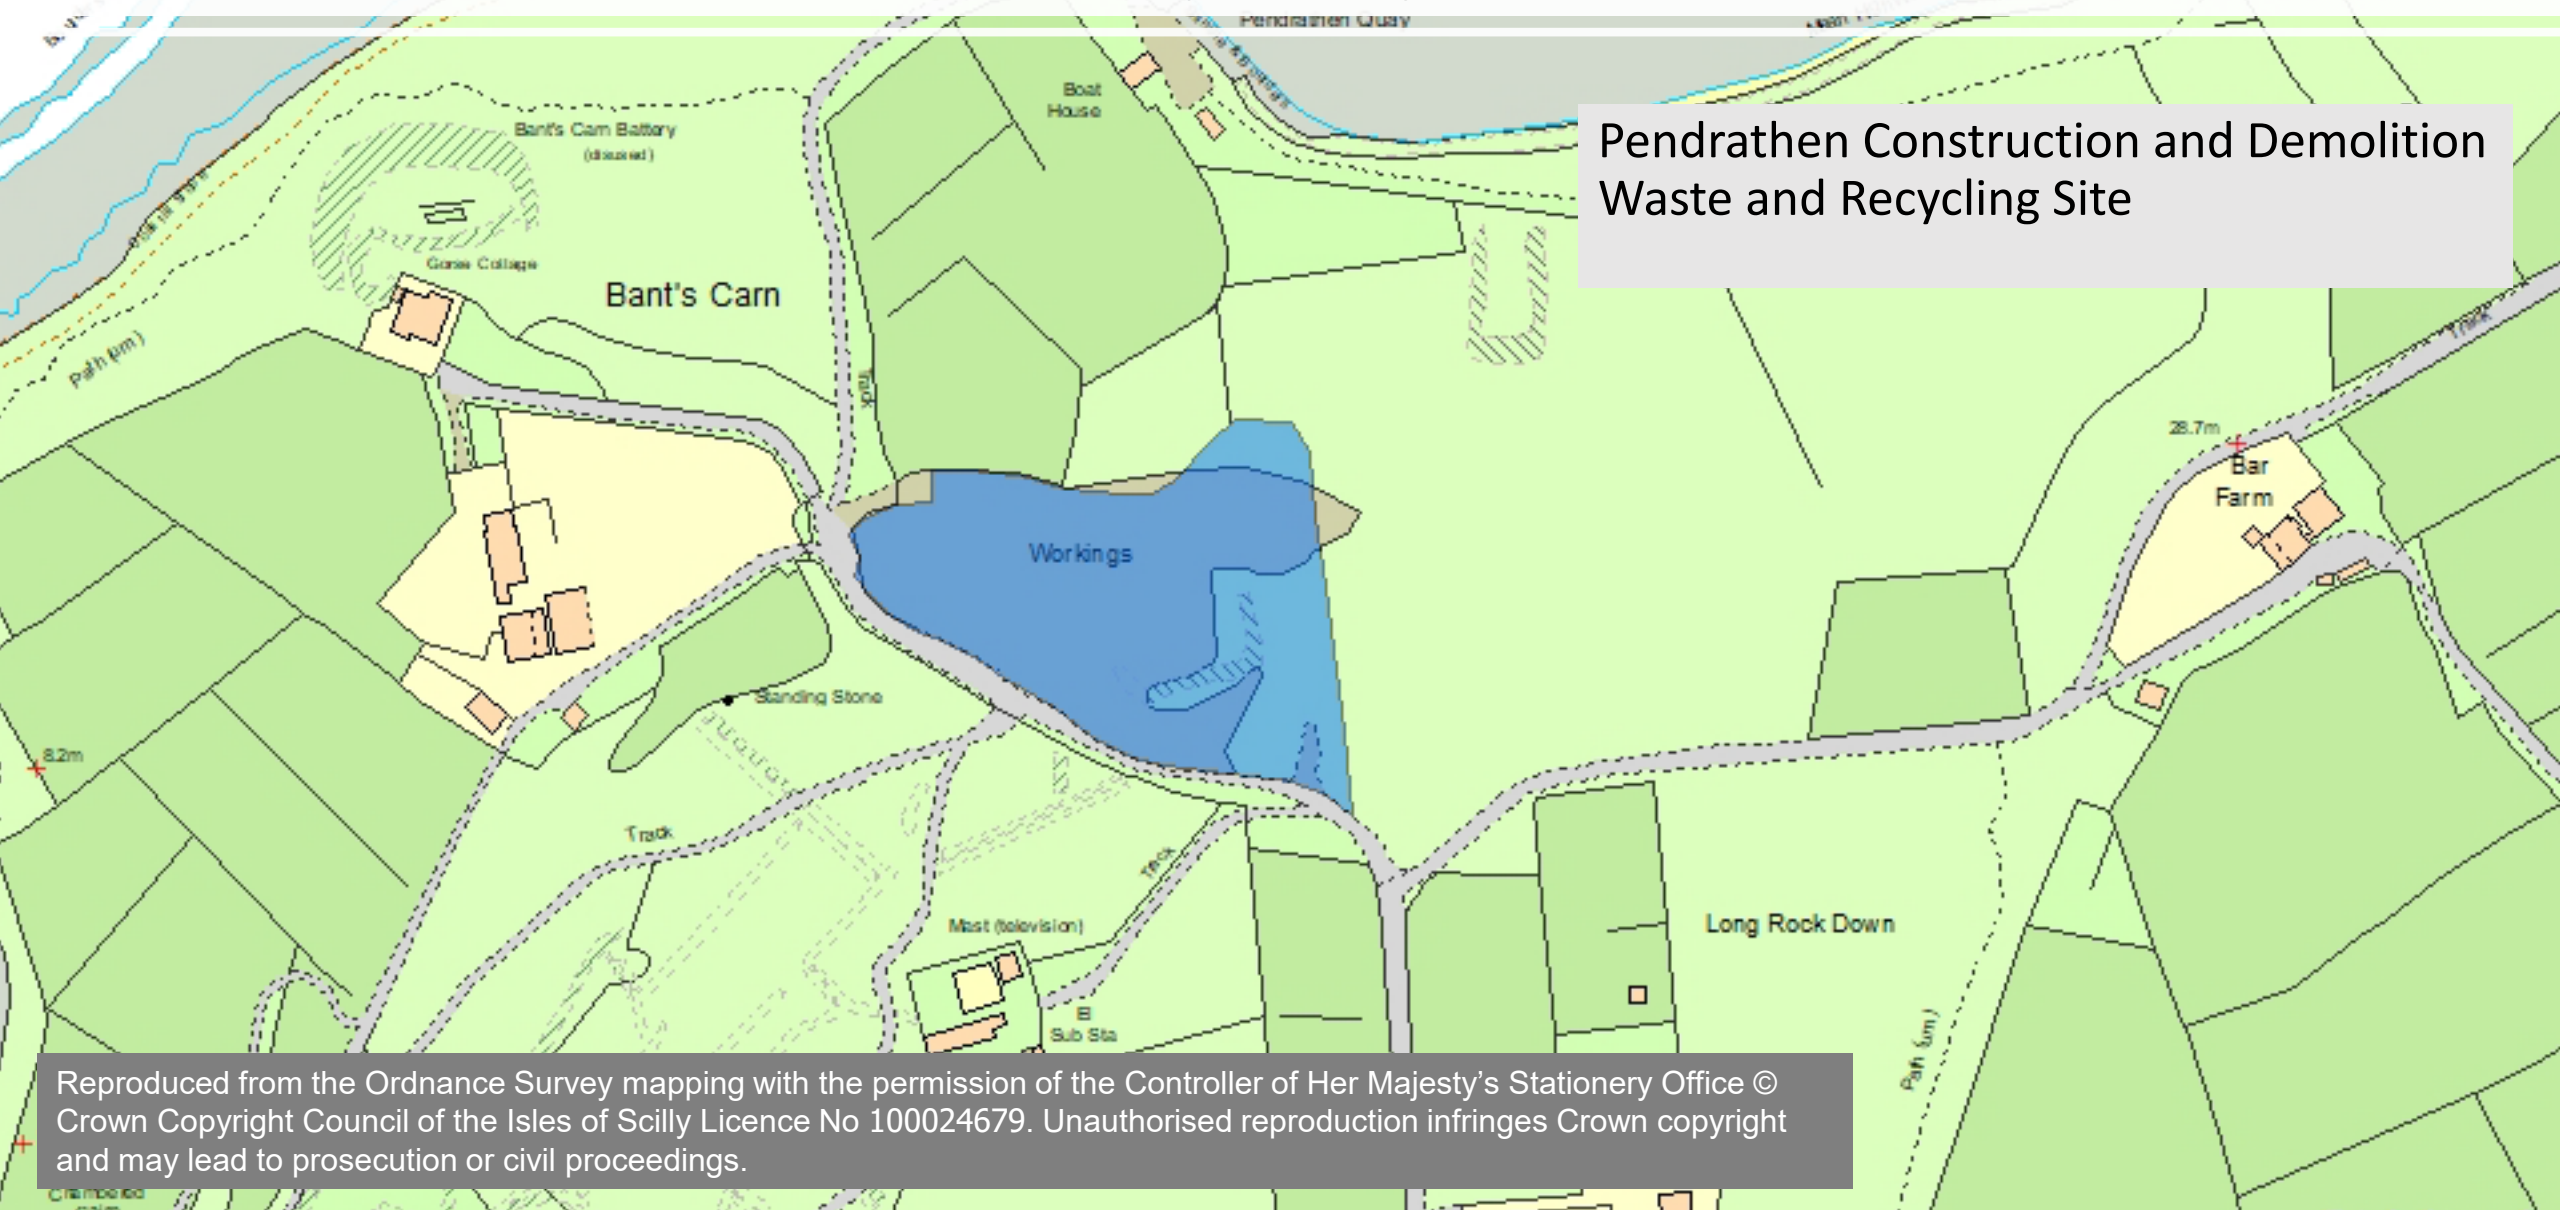 Pendrathen Quay
Boat
House
Bant's Carn Battery
(disused)
Gorse Cottage
Bant's Carn
Path (um)
Track
Pendrathen Construction and Demolition
Waste and Recycling Site
Track
28.7m
Bar
Farm
Workings
Standing Stone
8.2m
Track
Track
Mast (television)
El
Sub Sta
Long Rock Down
Path (um)
Reproduced from the Ordnance Survey mapping with the permission of the Controller of Her Majesty’s Stationery Office ©
Crown Copyright Council of the Isles of Scilly Licence No 100024679. Unauthorised reproduction infringes Crown copyright
and may lead to prosecution or civil proceedings.
Chambered